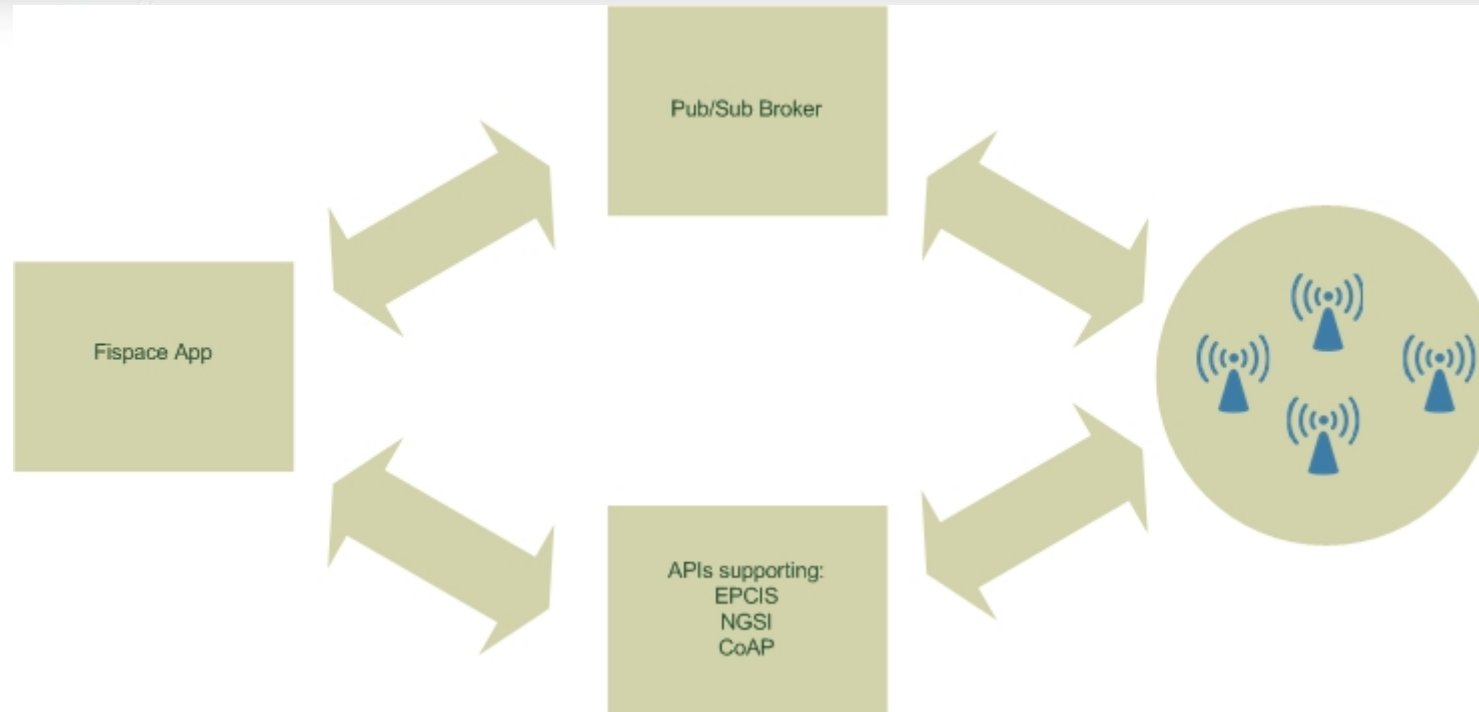 Pub/Sub Broker
Fispace App
APIs supporting:
EPCIS
NGSI
CoAP